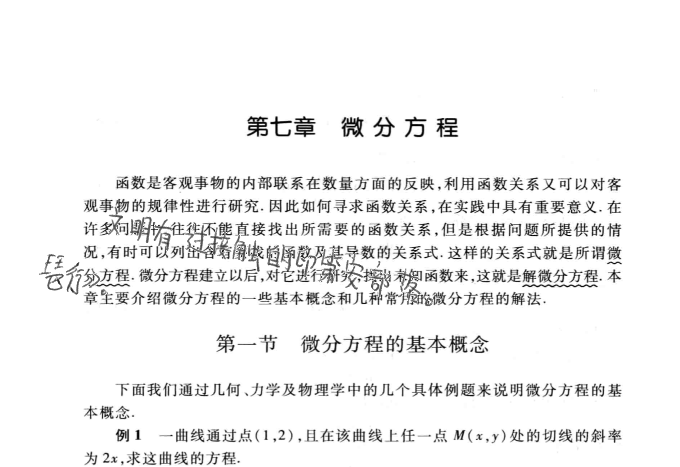 第七章 微分方程
函数是客观事物的内部联系在数量方面的反映,利用函数关系又可以对客
观事物的规律性进行研究.因此如何寻求函数关系,在实践中具有重要意义.在
许多问题中,往往不能直接找出所需要的函数关系,但是根据问题所提供的情
况,有时可以列出含有要找的函数及其导数的关系式.这样的关系式就是所谓微
分方程.微分方程建立以后,对它进行研究,找出未知函数来,这就是解微分方程.本
章主要介绍微分方程的一些基本概念和几种常用的微分方程的解法.
文明有 过接触的印第安部
琵行
第一节 微分方程的基本概念
下面我们通过几何、力学及物理学中的几个具体例题来说明微分方程的基
本概念.
例1 一曲线通过点(1,2),且在该曲线上任一点 M(x,y)处的切线的斜率
为 2x,求这曲线的方程.